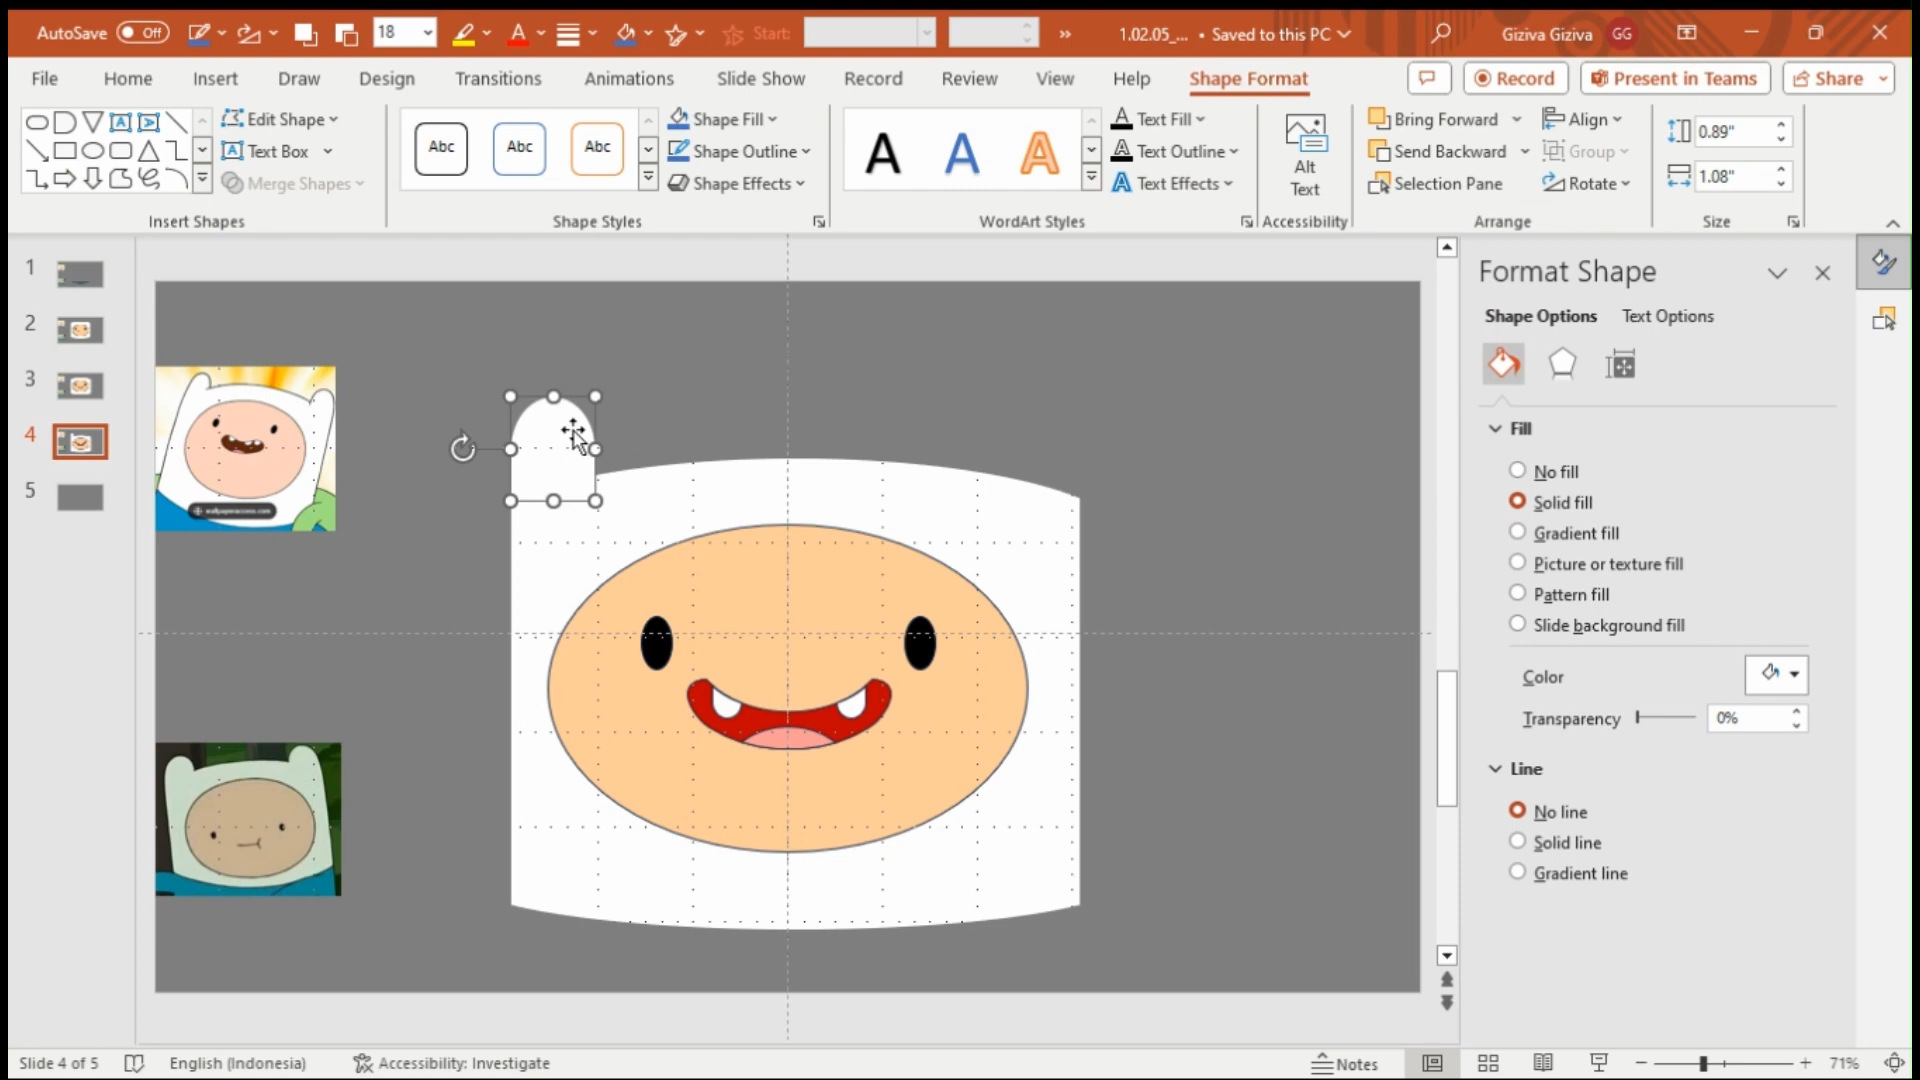 AutoSave Off 18 Start: » 1.02.05_... • Saved to this PC Giziva Giziva GG
File Home Insert Draw Design Transitions Animations Slide Show Record Review View Help Shape Format Record Present in Teams Share
Edit Shape
Text Box
Merge Shapes
Insert Shapes
Abc Abc Abc
Shape Fill
Shape Outline
Shape Effects
Shape Styles
A A A
Text Fill
Text Outline
Text Effects
WordArt Styles
Alt
Text
Accessibility
Bring Forward
Send Backward
Selection Pane
Align
Group
Rotate
Arrange
0.89"
1.08"
Size
1
2
3
4
5
wallpaperaccess.com
Format Shape
Shape Options Text Options
Fill
No fill
Solid fill
Gradient fill
Picture or texture fill
Pattern fill
Slide background fill
Color
Transparency 0%
Line
No line
Solid line
Gradient line
Slide 4 of 5 English (Indonesia) Accessibility: Investigate Notes 71%